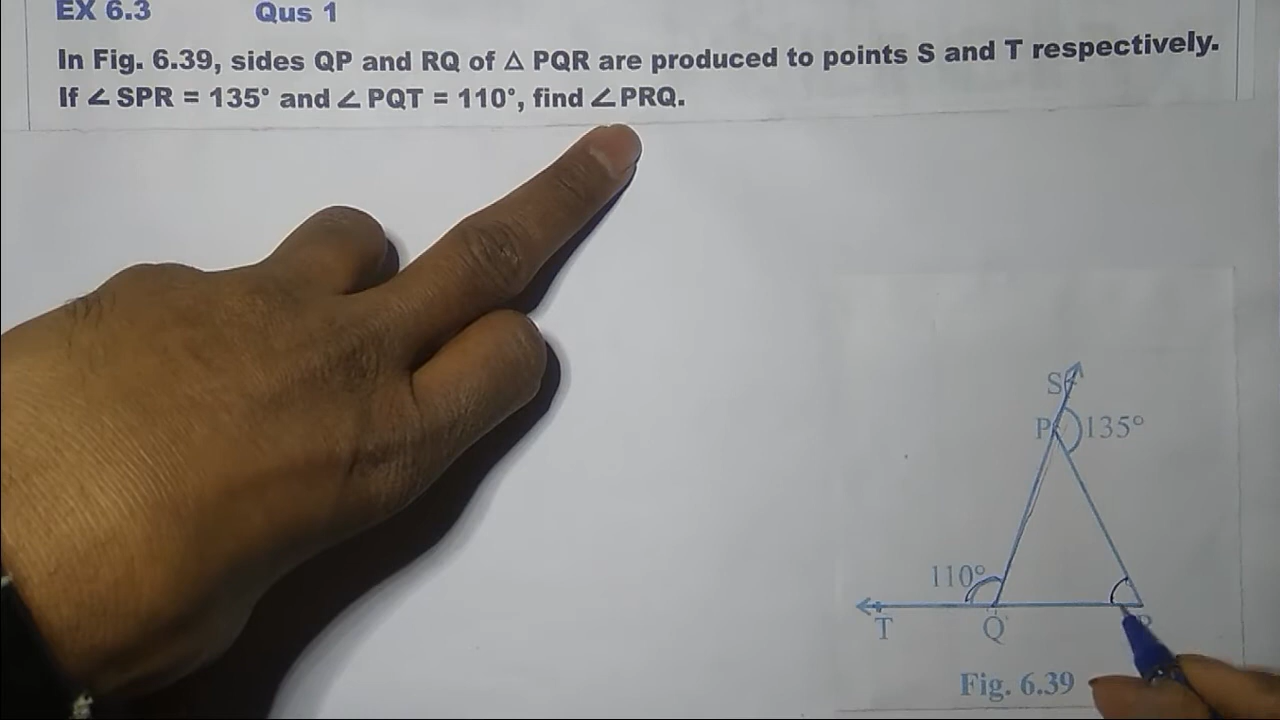 EX 6.3 Qus 1
In Fig. 6.39, sides QP and RQ of △ PQR are produced to points S and T respectively.
If ∠ SPR = 135° and ∠ PQT = 110°, find ∠PRQ.
S
P 135°
110°
T Q R
Fig. 6.39